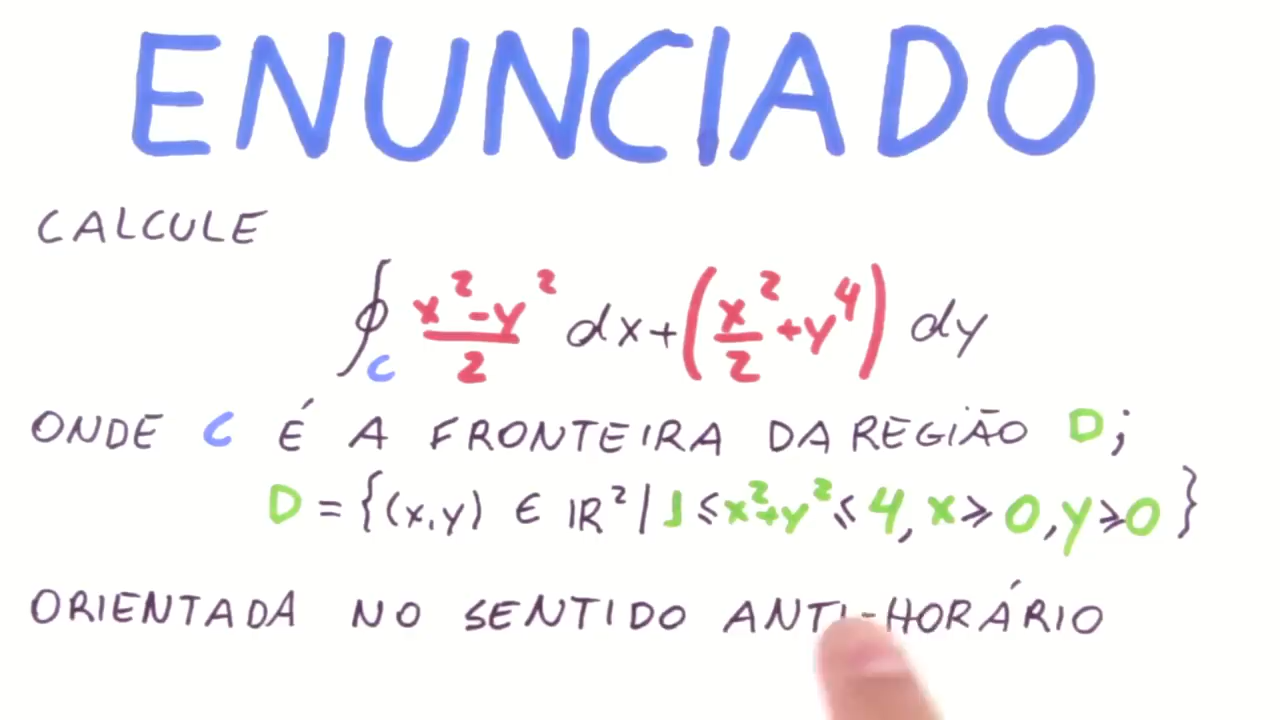 ENUNCIADO
CALCULE
∮_C (x²-y²)/2 dx+(x²/2+y⁴) dy
ONDE C É A FRONTEIRA DA REGIÃO D;
D = {(x,y) ∈ IR² | 1 ≤ x²+y² ≤ 4, x ≥ 0, y ≥ 0}
ORIENTADA NO SENTIDO ANTI-HORÁRIO